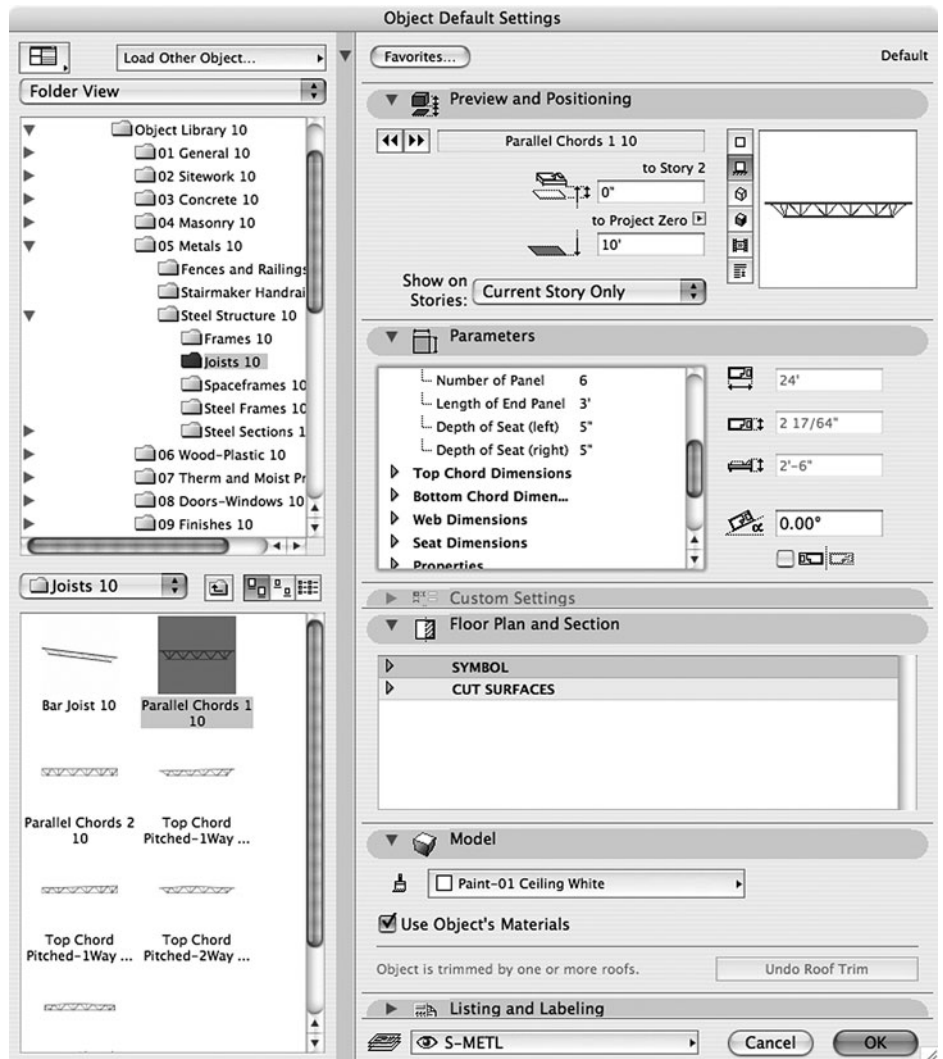 Object Default Settings
Load Other Object...
Folder View
Object Library 10
01 General 10
02 Sitework 10
03 Concrete 10
04 Masonry 10
05 Metals 10
Fences and Railings
Stairmaker Handrai
Steel Structure 10
Frames 10
Joists 10
Spaceframes 10
Steel Frames 10
Steel Sections 1
06 Wood-Plastic 10
07 Therm and Moist Pr
08 Doors-Windows 10
09 Finishes 10
Joists 10
Bar Joist 10
Parallel Chords 1
10
Parallel Chords 2
10
Top Chord
Pitched-1Way ...
Top Chord
Pitched-1Way ...
Top Chord
Pitched-2Way ...
Favorites...
Default
Preview and Positioning
Parallel Chords 1 10
to Story 2
0"
to Project Zero
10'
Show on
Stories:
Current Story Only
Parameters
Number of Panel 6
Length of End Panel 3'
Depth of Seat (left) 5"
Depth of Seat (right) 5"
Top Chord Dimensions
Bottom Chord Dimen...
Web Dimensions
Seat Dimensions
Properties
24'
2 17/64"
2'-6"
α
0.00°
Custom Settings
Floor Plan and Section
SYMBOL
CUT SURFACES
Model
Paint-01 Ceiling White
Use Object's Materials
Object is trimmed by one or more roofs.
Undo Roof Trim
Listing and Labeling
S-METL
Cancel
OK